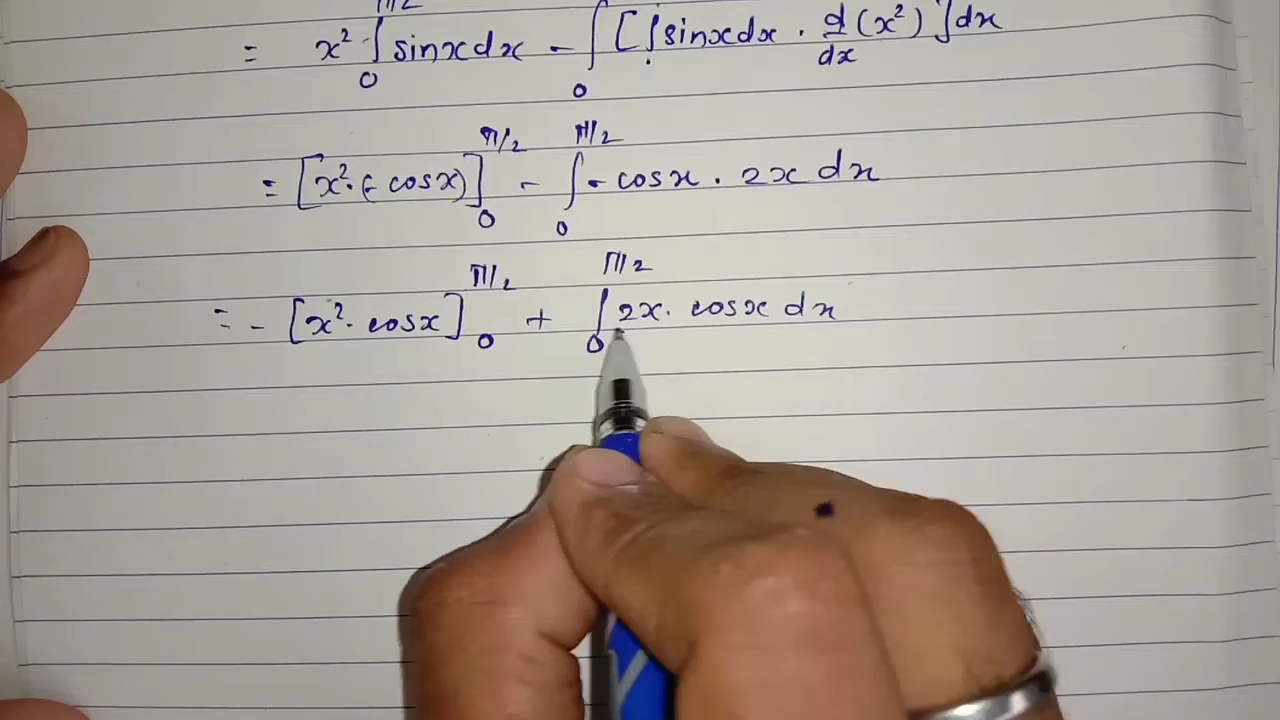 = x² ∫₀^π/2 sinx dx - ∫₀ [∫sinx dx . d/dx (x²)] dx
= [x².(-cosx)]₀^π/2 - ∫₀^π/2 - cosx . 2x dx
= - [x². cosx]₀^π/2 + ∫₀^π/2 2x. cosx dx